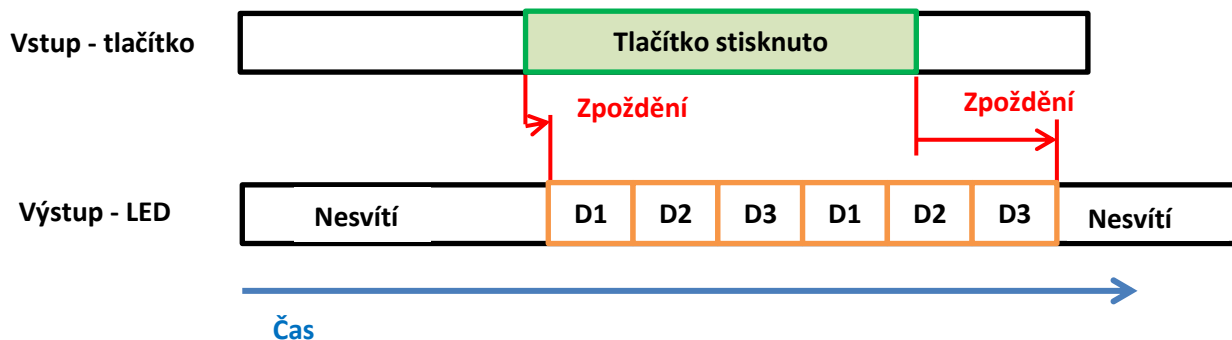 Vstup - tlačítko
Tlačítko stisknuto
Zpoždění
Zpoždění
Výstup - LED
Nesvítí
D1
D2
D3
D1
D2
D3
Nesvítí
Čas